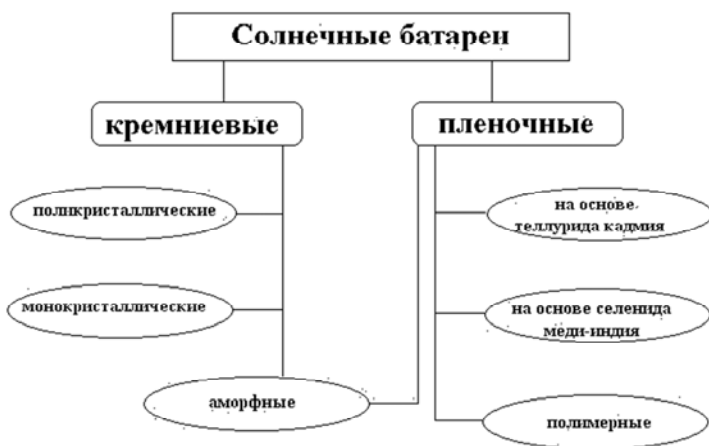 Солнечные батареи
кремниевые
пленочные
поликристаллические
на основе
теллурида кадмия
монокристаллические
на основе селенида
меди-индия
аморфные
полимерные